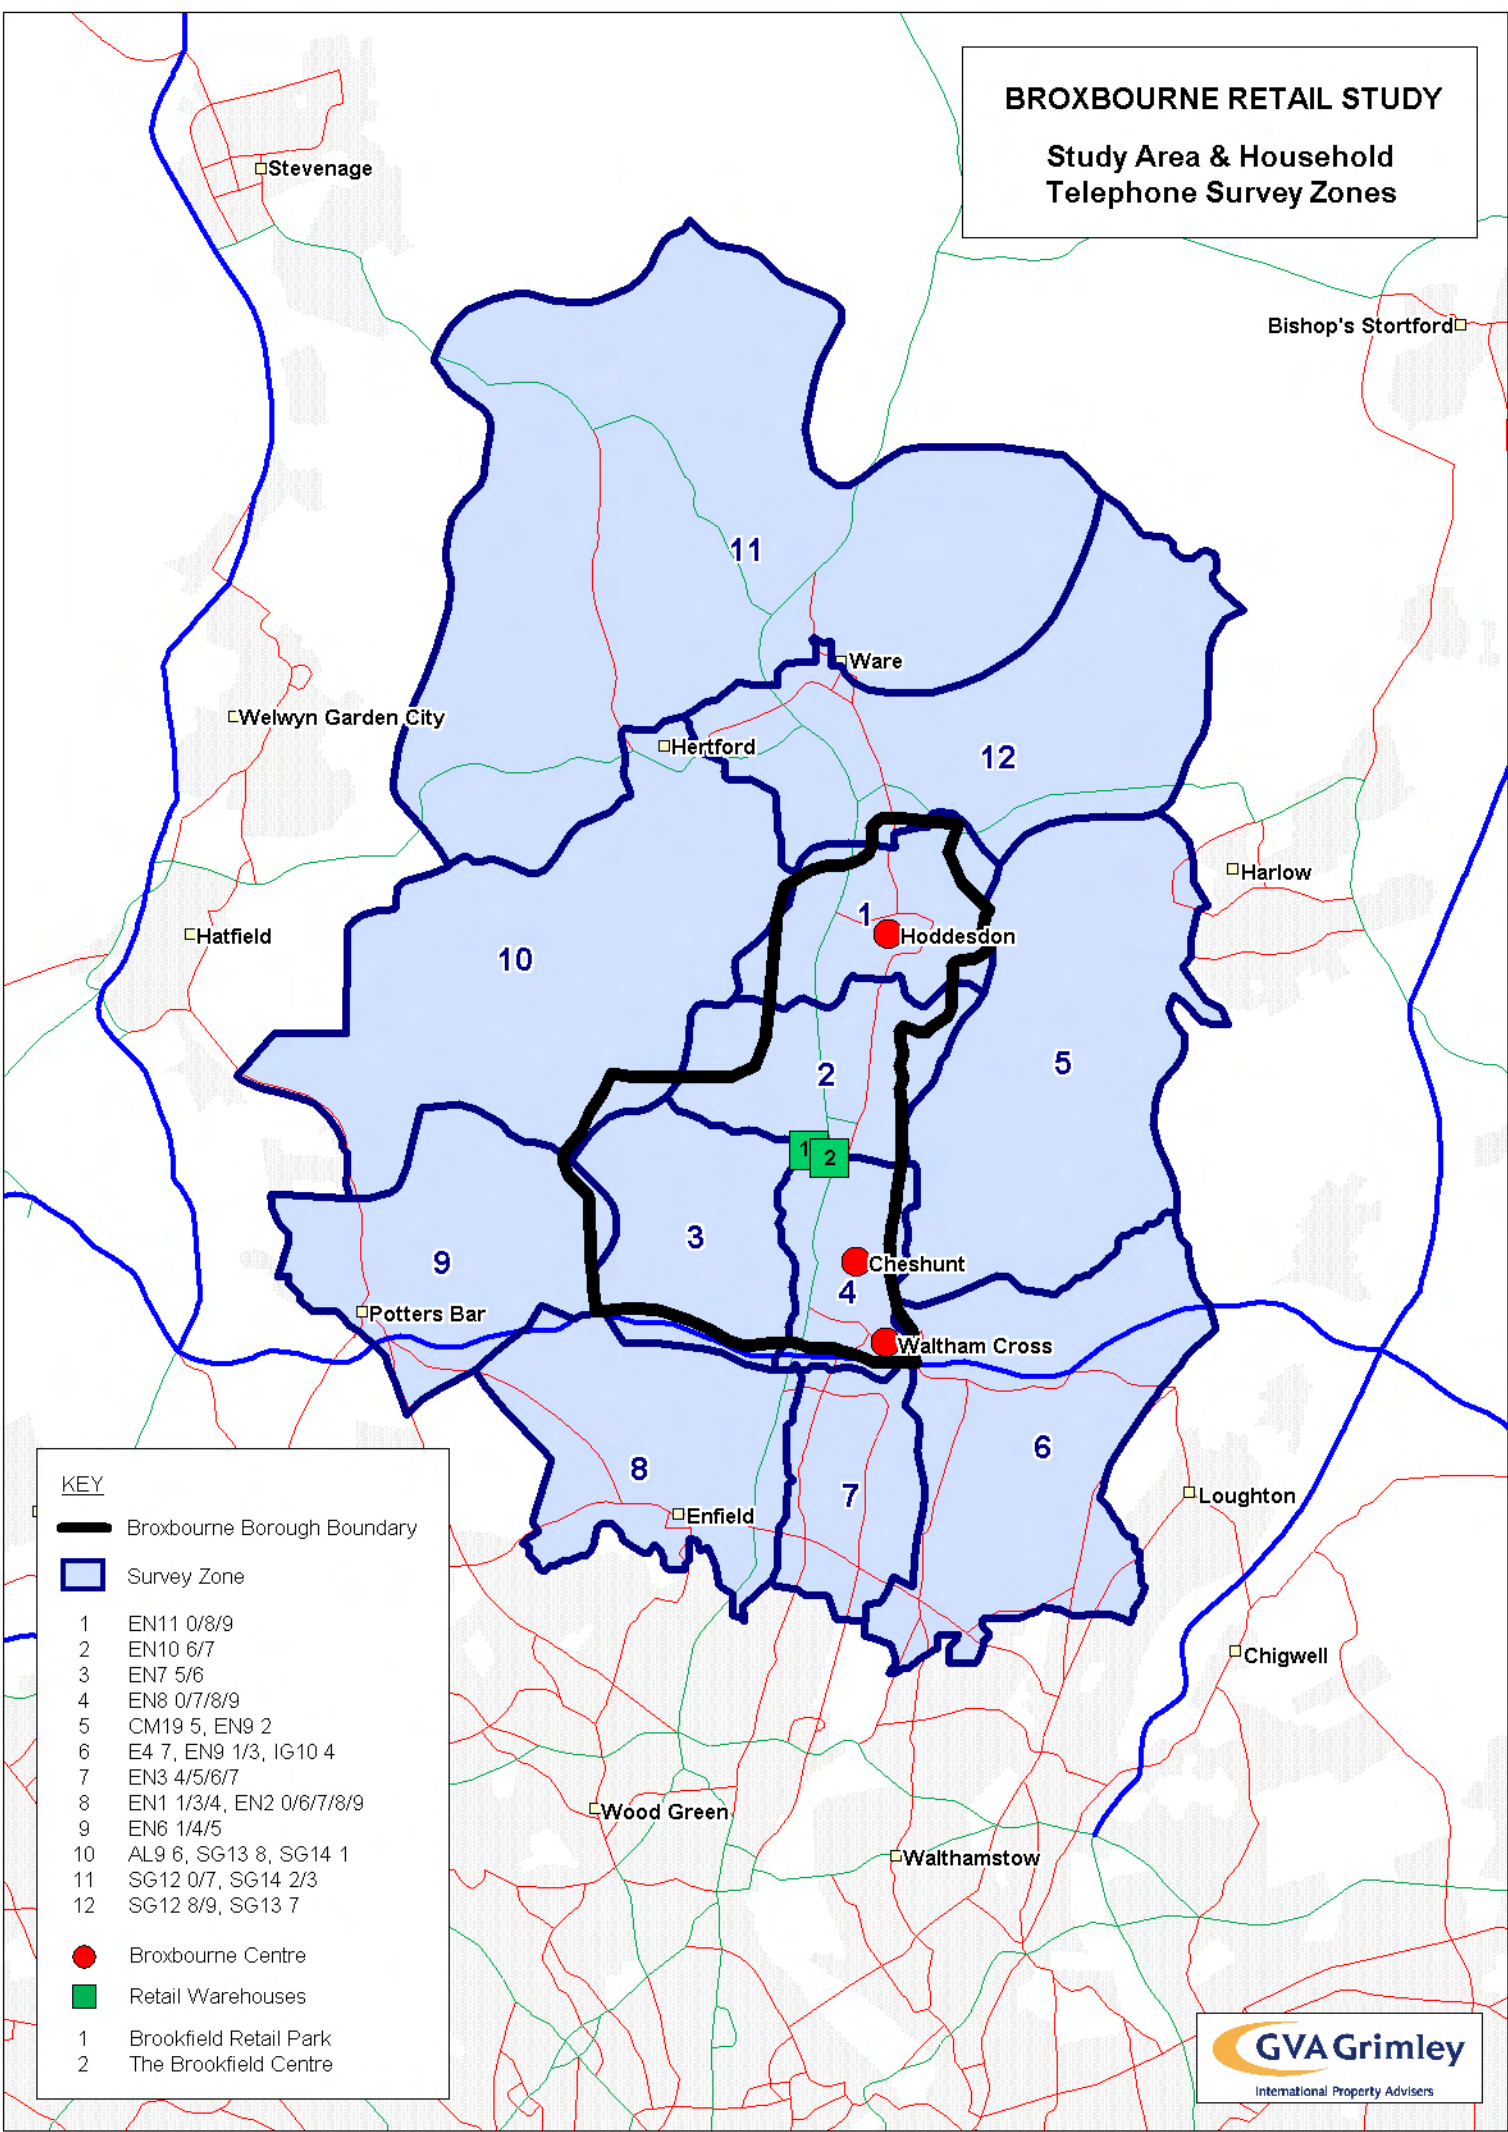 BROXBOURNE RETAIL STUDY
Study Area & Household
Telephone Survey Zones
Stevenage
Bishop's Stortford
11
Ware
Welwyn Garden City
Hertford
12
Harlow
1
Hoddesdon
Hatfield
10
5
2
1
2
3
9
Cheshunt
4
Potters Bar
Waltham Cross
6
8
7
Loughton
Enfield
Chigwell
Wood Green
Walthamstow
KEY
Broxbourne Borough Boundary
Survey Zone
1 EN11 0/8/9
2 EN10 6/7
3 EN7 5/6
4 EN8 0/7/8/9
5 CM19 5, EN9 2
6 E4 7, EN9 1/3, IG10 4
7 EN3 4/5/6/7
8 EN1 1/3/4, EN2 0/6/7/8/9
9 EN6 1/4/5
10 AL9 6, SG13 8, SG14 1
11 SG12 0/7, SG14 2/3
12 SG12 8/9, SG13 7
Broxbourne Centre
Retail Warehouses
1 Brookfield Retail Park
2 The Brookfield Centre
GVA Grimley
International Property Advisers